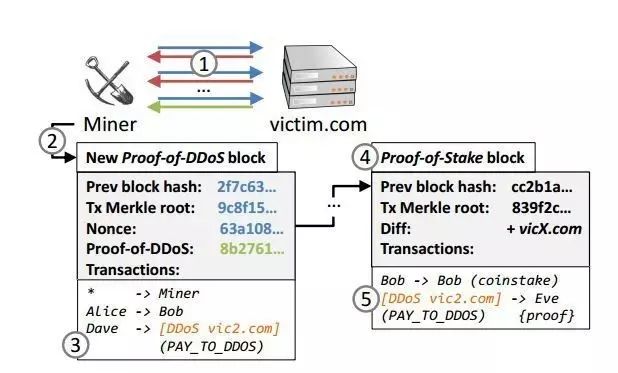 1
...
Miner
victim.com
2
New Proof-of-DDoS block
Prev block hash: 2f7c63...
Tx Merkle root: 9c8f15...
Nonce: 63a108...
Proof-of-DDoS: 8b2761...
Transactions:
* -> Miner
Alice -> Bob
Dave -> [DDoS vic2.com]
(PAY_TO_DDOS)
3
...
4
Proof-of-Stake block
Prev block hash: cc2b1a...
Tx Merkle root: 839f2c...
Diff: + vicX.com
Transactions:
Bob -> Bob (coinstake)
5
[DDoS vic2.com] -> Eve
(PAY_TO_DDOS) {proof}